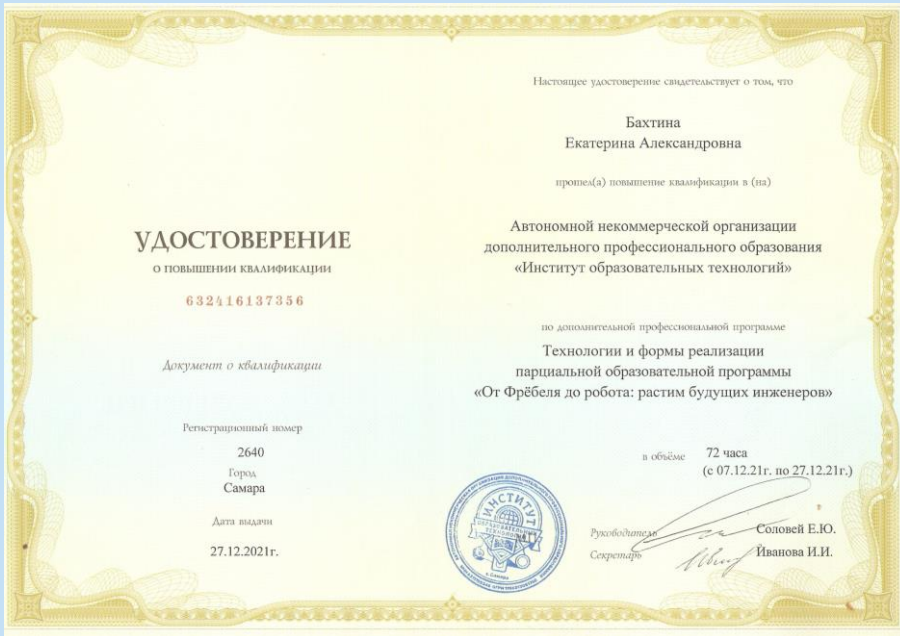 УДОСТОВЕРЕНИЕ
О ПОВЫШЕНИИ КВАЛИФИКАЦИИ
632416137356
Документ о квалификации
Регистрационный номер
2640
Город
Самара
Дата выдачи
27.12.2021г.
Настоящее удостоверение свидетельствует о том, что
Бахтина
Екатерина Александровна
прошел(а) повышение квалификации в (на)
Автономной некоммерческой организации
дополнительного профессионального образования
«Институт образовательных технологий»
по дополнительной профессиональной программе
Технологии и формы реализации
парциальной образовательной программы
«От Фрёбеля до робота: растим будущих инженеров»
в объёме 72 часа
(с 07.12.21г. по 27.12.21г.)
Руководитель Соловей Е.Ю.
Секретарь Иванова И.И.
ИНСТИТУТ
ОБРАЗОВАТЕЛЬНЫХ
ТЕХНОЛОГИЙ
г. САМАРА